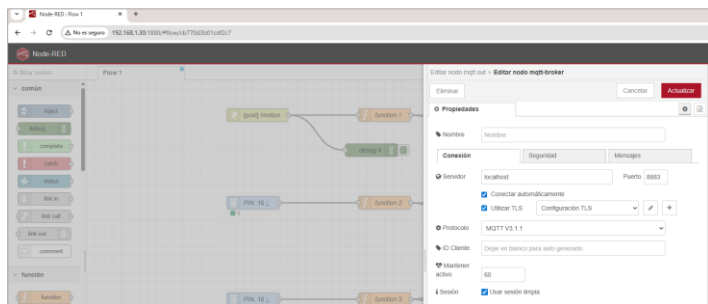 Node-RED : Flow 1
No es seguro 192.168.1.30:1880/#flow/cb770d3b01cdf2c7
Node-RED
filtrar nodos
Flow 1
Editar nodo mqtt out > Editar nodo mqtt-broker
Eliminar
Cancelar
Actualizar
común
Propiedades
inject
debug
complete
catch
status
link in
link call
link out
comment
función
function
[post] /motion
function 1
debug 4
PIN: 16
0
function 2
PIN: 16
function 3
Nombre
Nombre
Conexión
Seguridad
Mensajes
Servidor
localhost
Puerto
8883
Conectar automáticamente
Utilizar TLS
Configuración TLS
Protocolo
MQTT V3.1.1
ID Cliente
Dejar en blanco para auto generado
Mantener
activo
60
Sesión
Usar sesión limpia